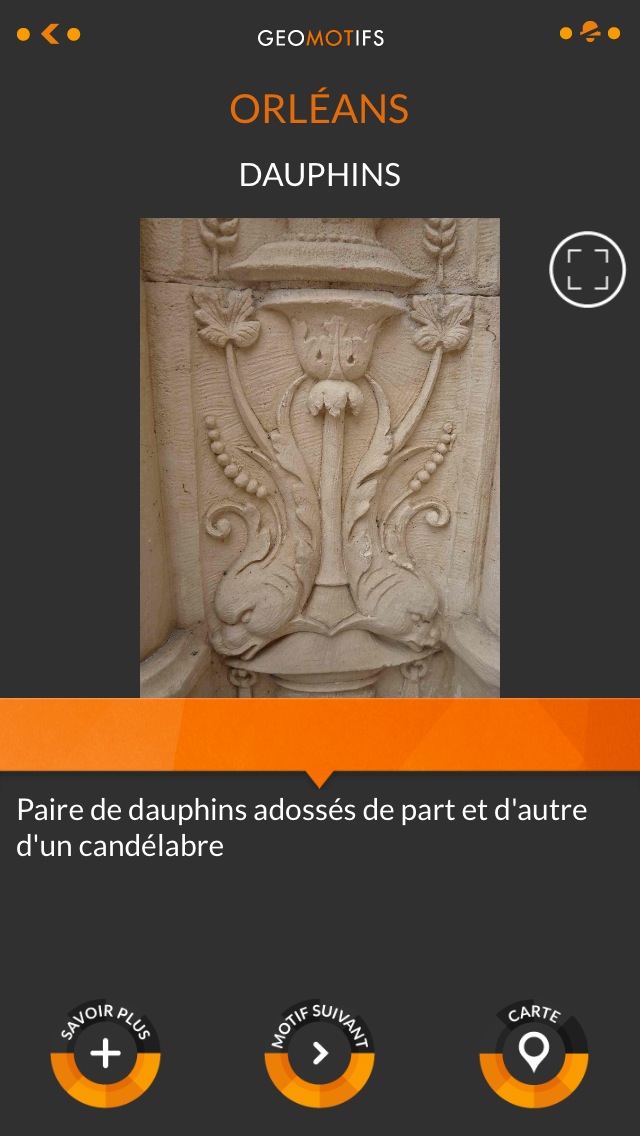 GEOMOTIFS
ORLÉANS
DAUPHINS
Paire de dauphins adossés de part et d'autre
d'un candélabre
SAVOIR PLUS
MOTIF SUIVANT
CARTE